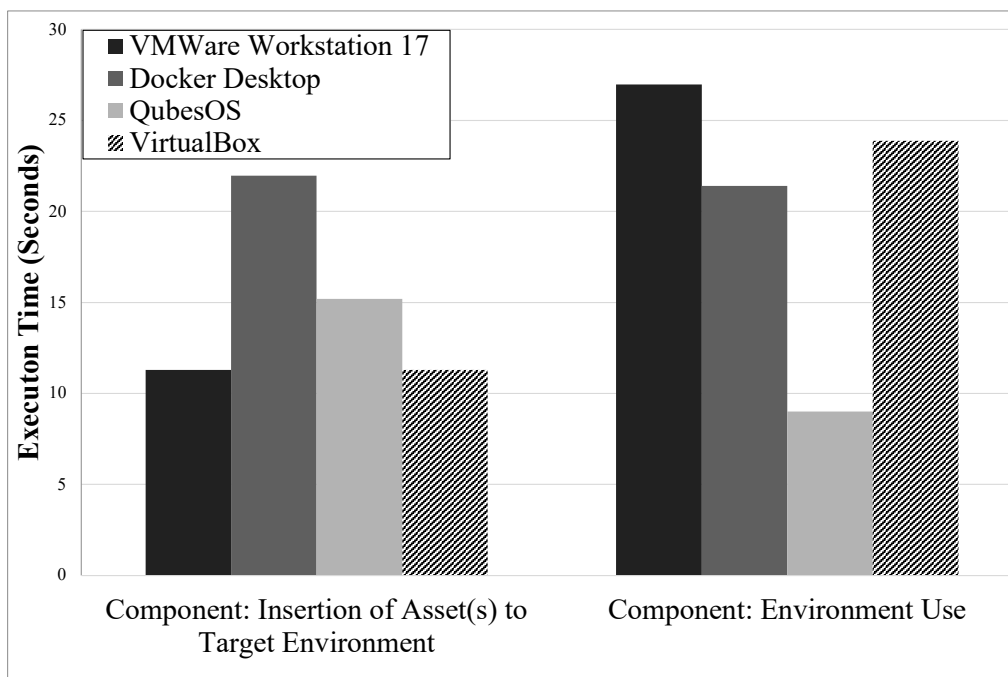 30
25
20
15
10
5
0
Executon Time (Seconds)
VMWare Workstation 17
Docker Desktop
QubesOS
VirtualBox
Component: Insertion of Asset(s) to
Target Environment
Component: Environment Use